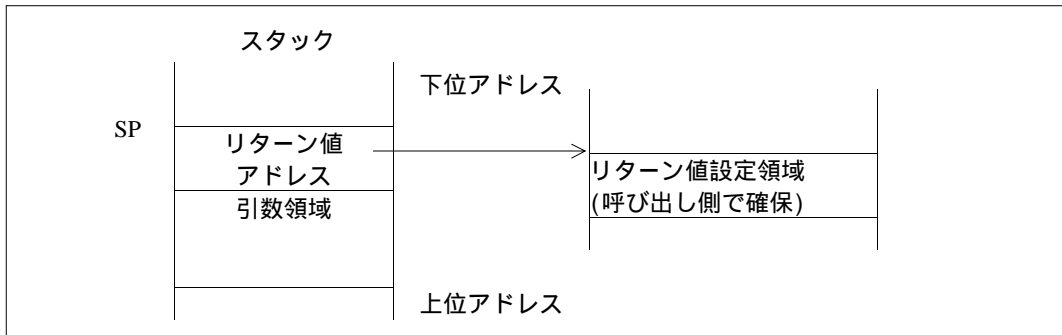 スタック
下位アドレス
SP
リターン値
アドレス
リターン値設定領域
(呼び出し側で確保)
引数領域
上位アドレス